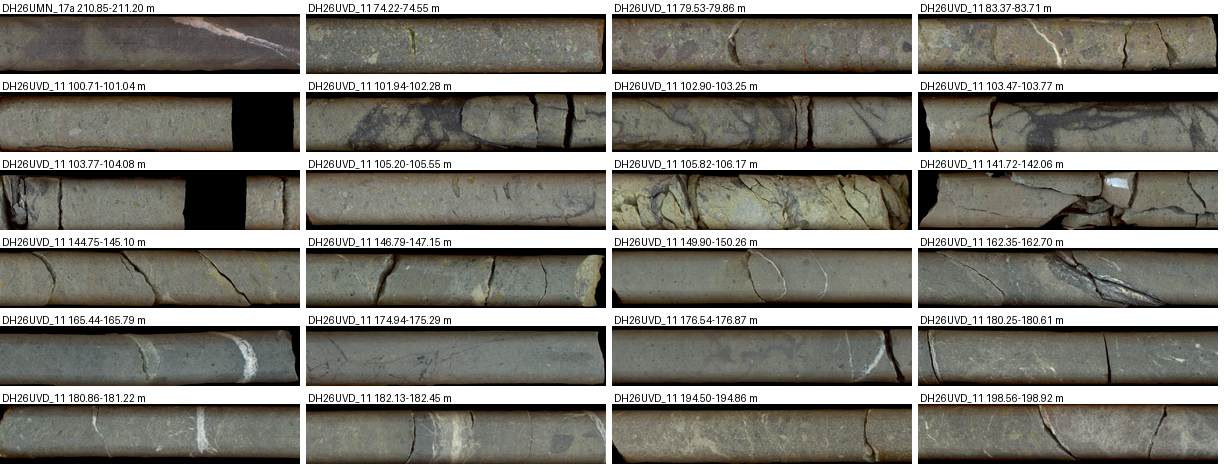 DH26UMN_17a 210.85-211.20 m
DH26UVD_11 74.22-74.55 m
DH26UVD_11 79.53-79.86 m
DH26UVD_11 83.37-83.71 m
DH26UVD_11 100.71-101.04 m
DH26UVD_11 101.94-102.28 m
DH26UVD_11 102.90-103.25 m
DH26UVD_11 103.47-103.77 m
DH26UVD_11 103.77-104.08 m
DH26UVD_11 105.20-105.55 m
DH26UVD_11 105.82-106.17 m
DH26UVD_11 141.72-142.06 m
DH26UVD_11 144.75-145.10 m
DH26UVD_11 146.79-147.15 m
DH26UVD_11 149.90-150.26 m
DH26UVD_11 162.35-162.70 m
DH26UVD_11 165.44-165.79 m
DH26UVD_11 174.94-175.29 m
DH26UVD_11 176.54-176.87 m
DH26UVD_11 180.25-180.61 m
DH26UVD_11 180.86-181.22 m
DH26UVD_11 182.13-182.45 m
DH26UVD_11 194.50-194.86 m
DH26UVD_11 198.56-198.92 m